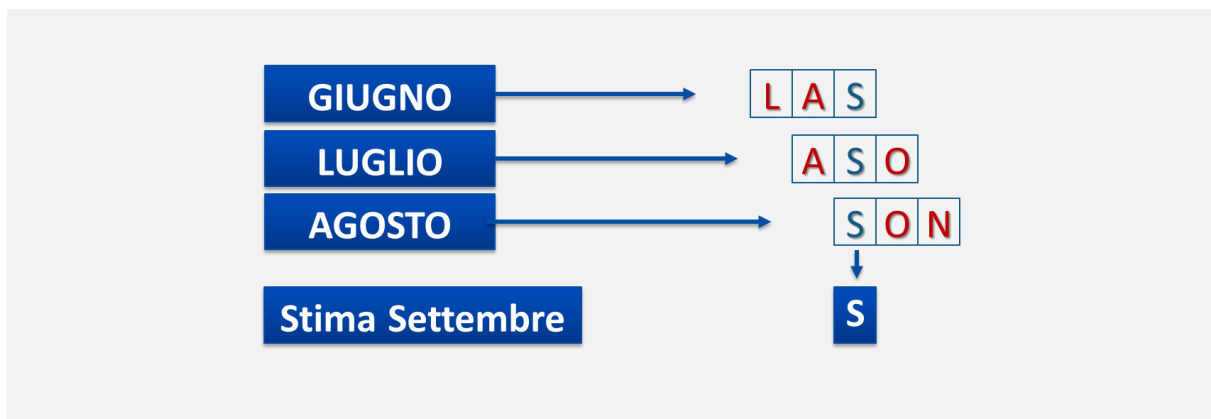 GIUGNO L A S
LUGLIO A S O
AGOSTO S O N
Stima Settembre S